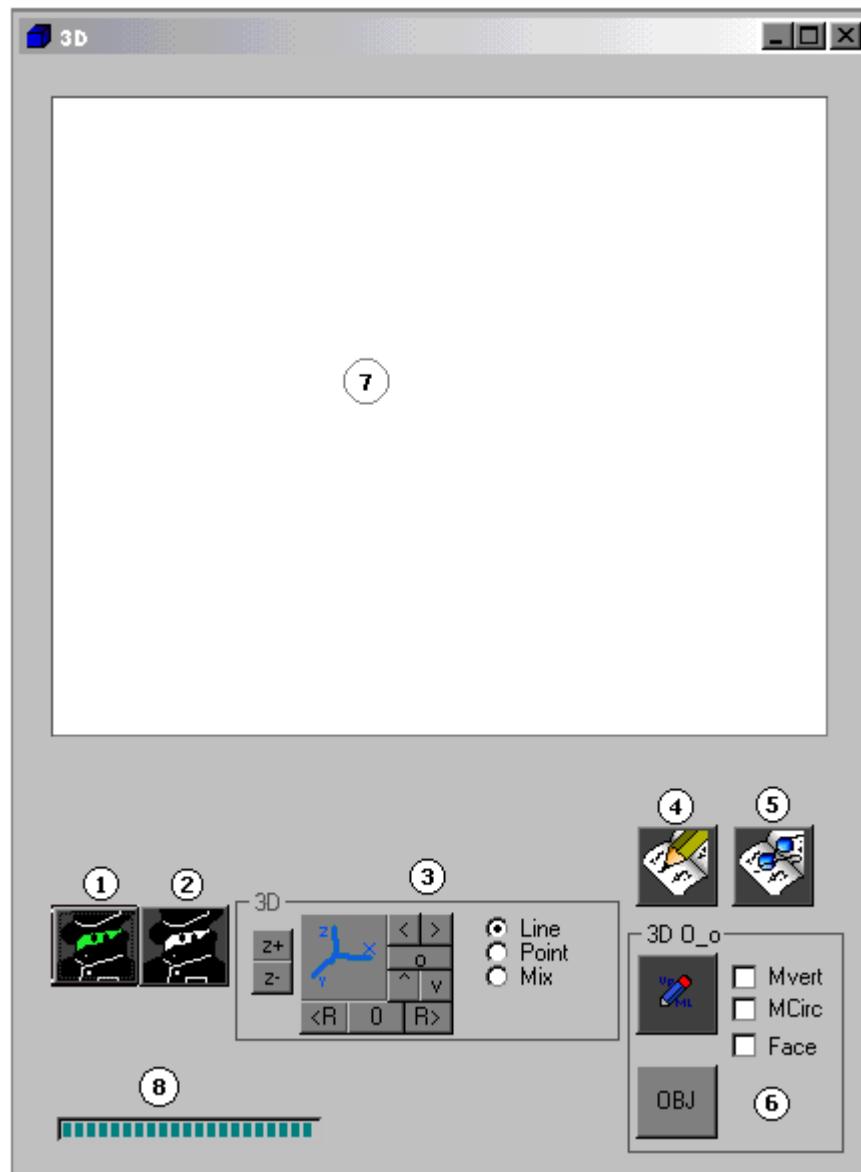 3D
7
4 5
1 2 3
3D
z+
z-
Z X Y
< >
o
^ v
<R 0 R>
Line
Point
Mix
3D O_o
Mvert
MCirc
Face
OBJ
6
8